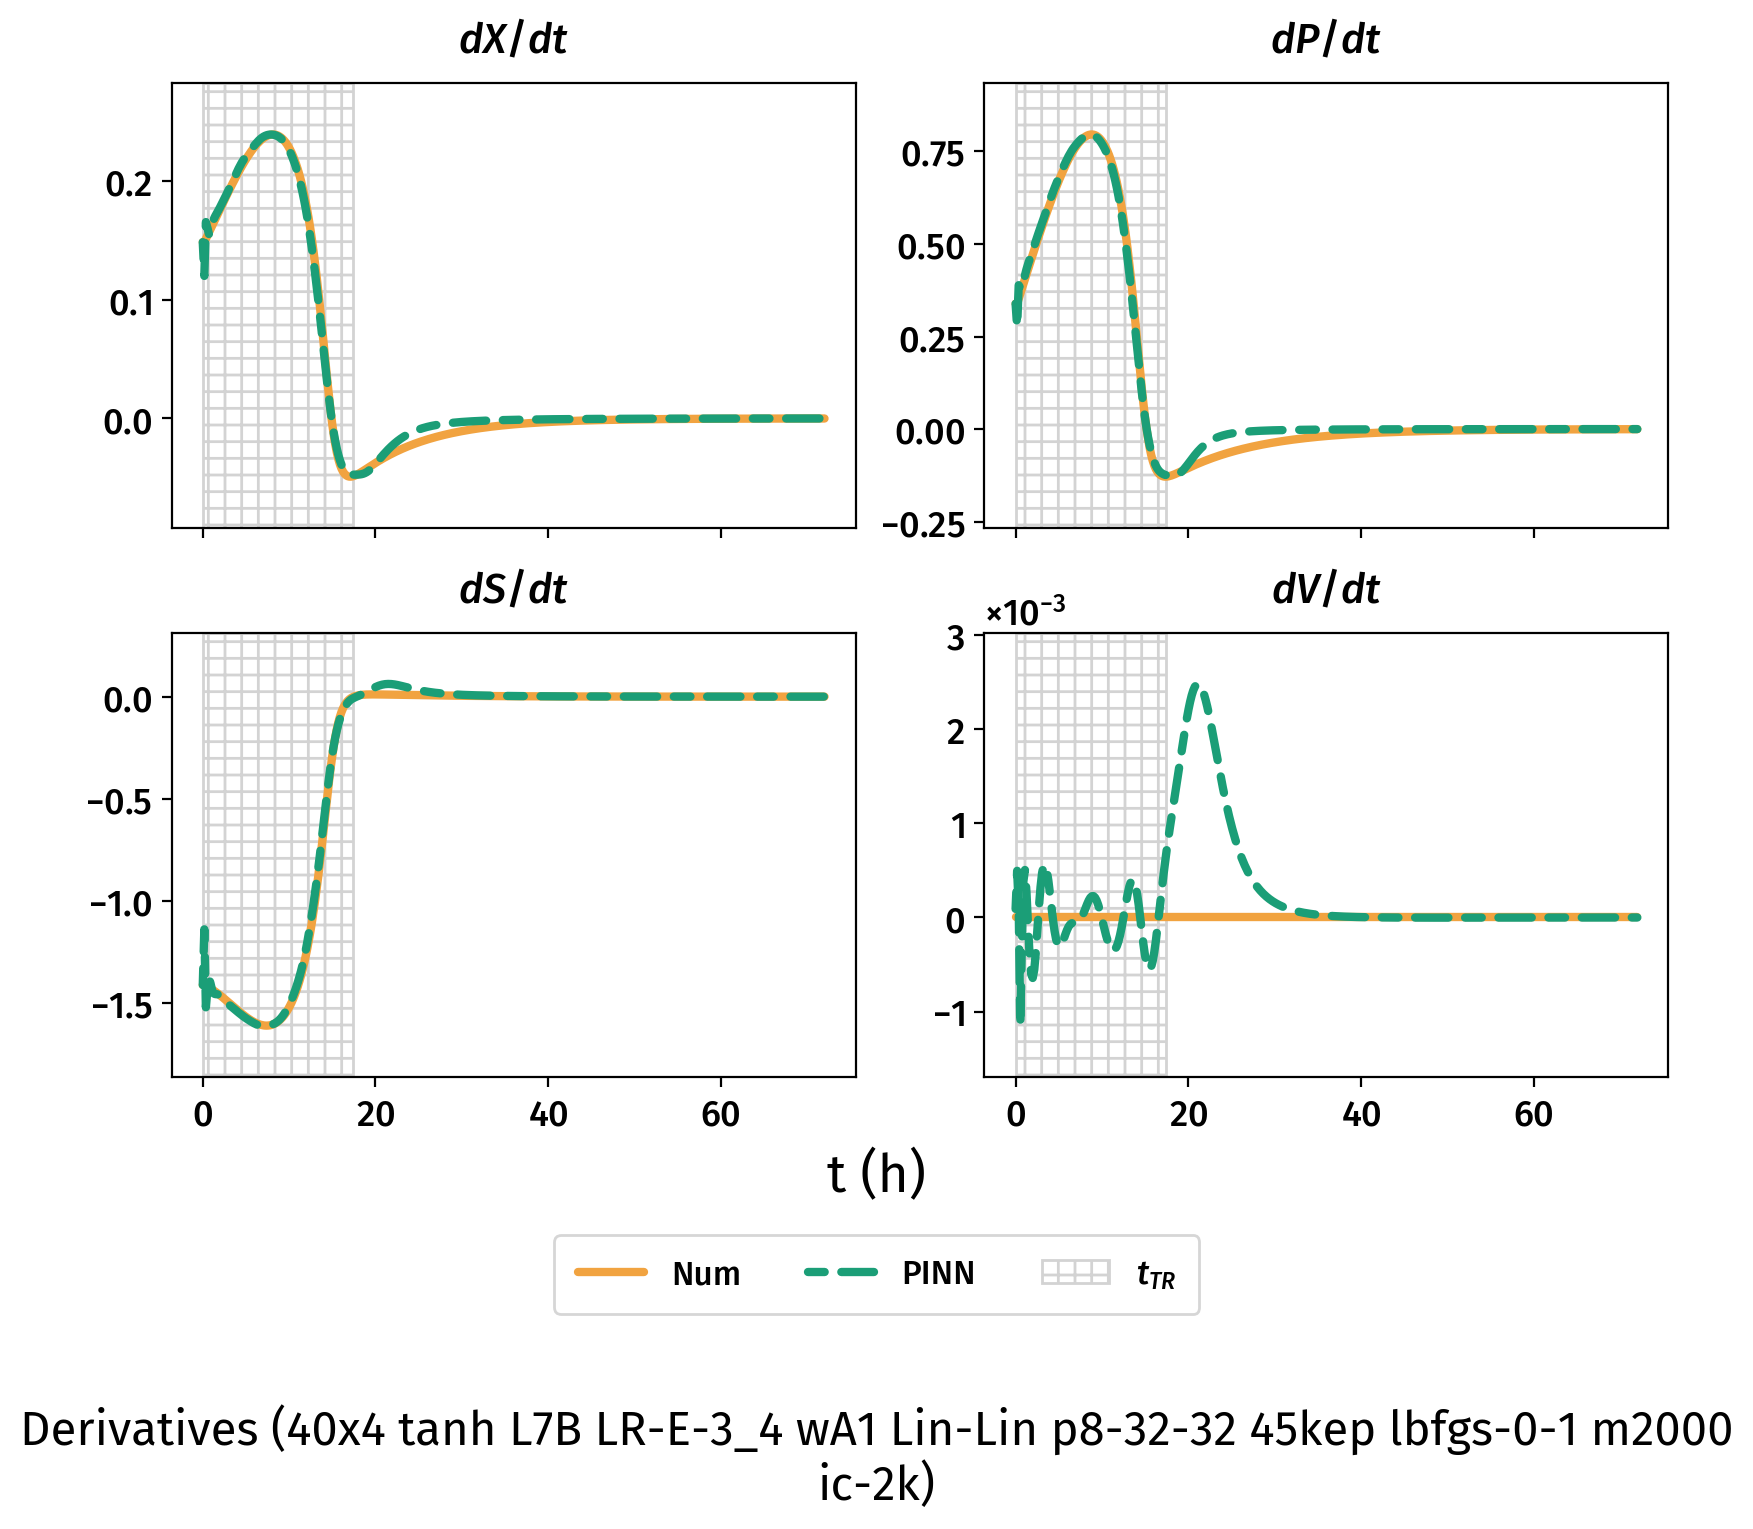 dX/dt
dP/dt
0.2
0.1
0.0
0.75
0.50
0.25
0.00
−0.25
dS/dt
dV/dt
×10⁻³
0.0
−0.5
−1.0
−1.5
3
2
1
0
−1
0 20 40 60
0 20 40 60
t (h)
Num PINN t_TR
Derivatives (40x4 tanh L7B LR-E-3_4 wA1 Lin-Lin p8-32-32 45kep lbfgs-0-1 m2000
ic-2k)